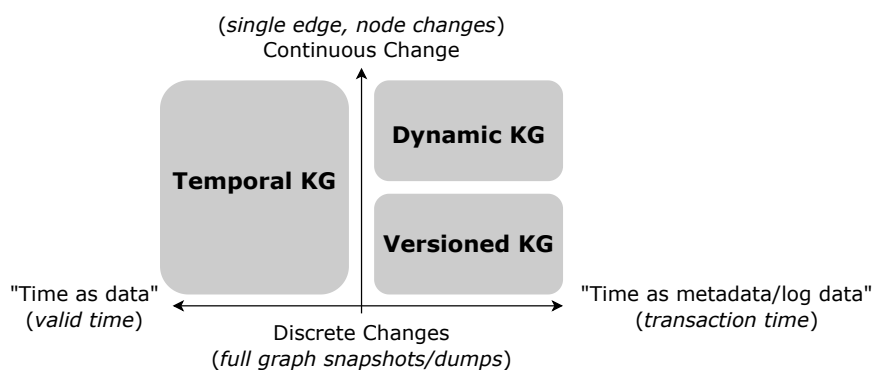 (single edge, node changes)
Continuous Change
Dynamic KG
Temporal KG
Versioned KG
"Time as data"
(valid time)
"Time as metadata/log data"
(transaction time)
Discrete Changes
(full graph snapshots/dumps)